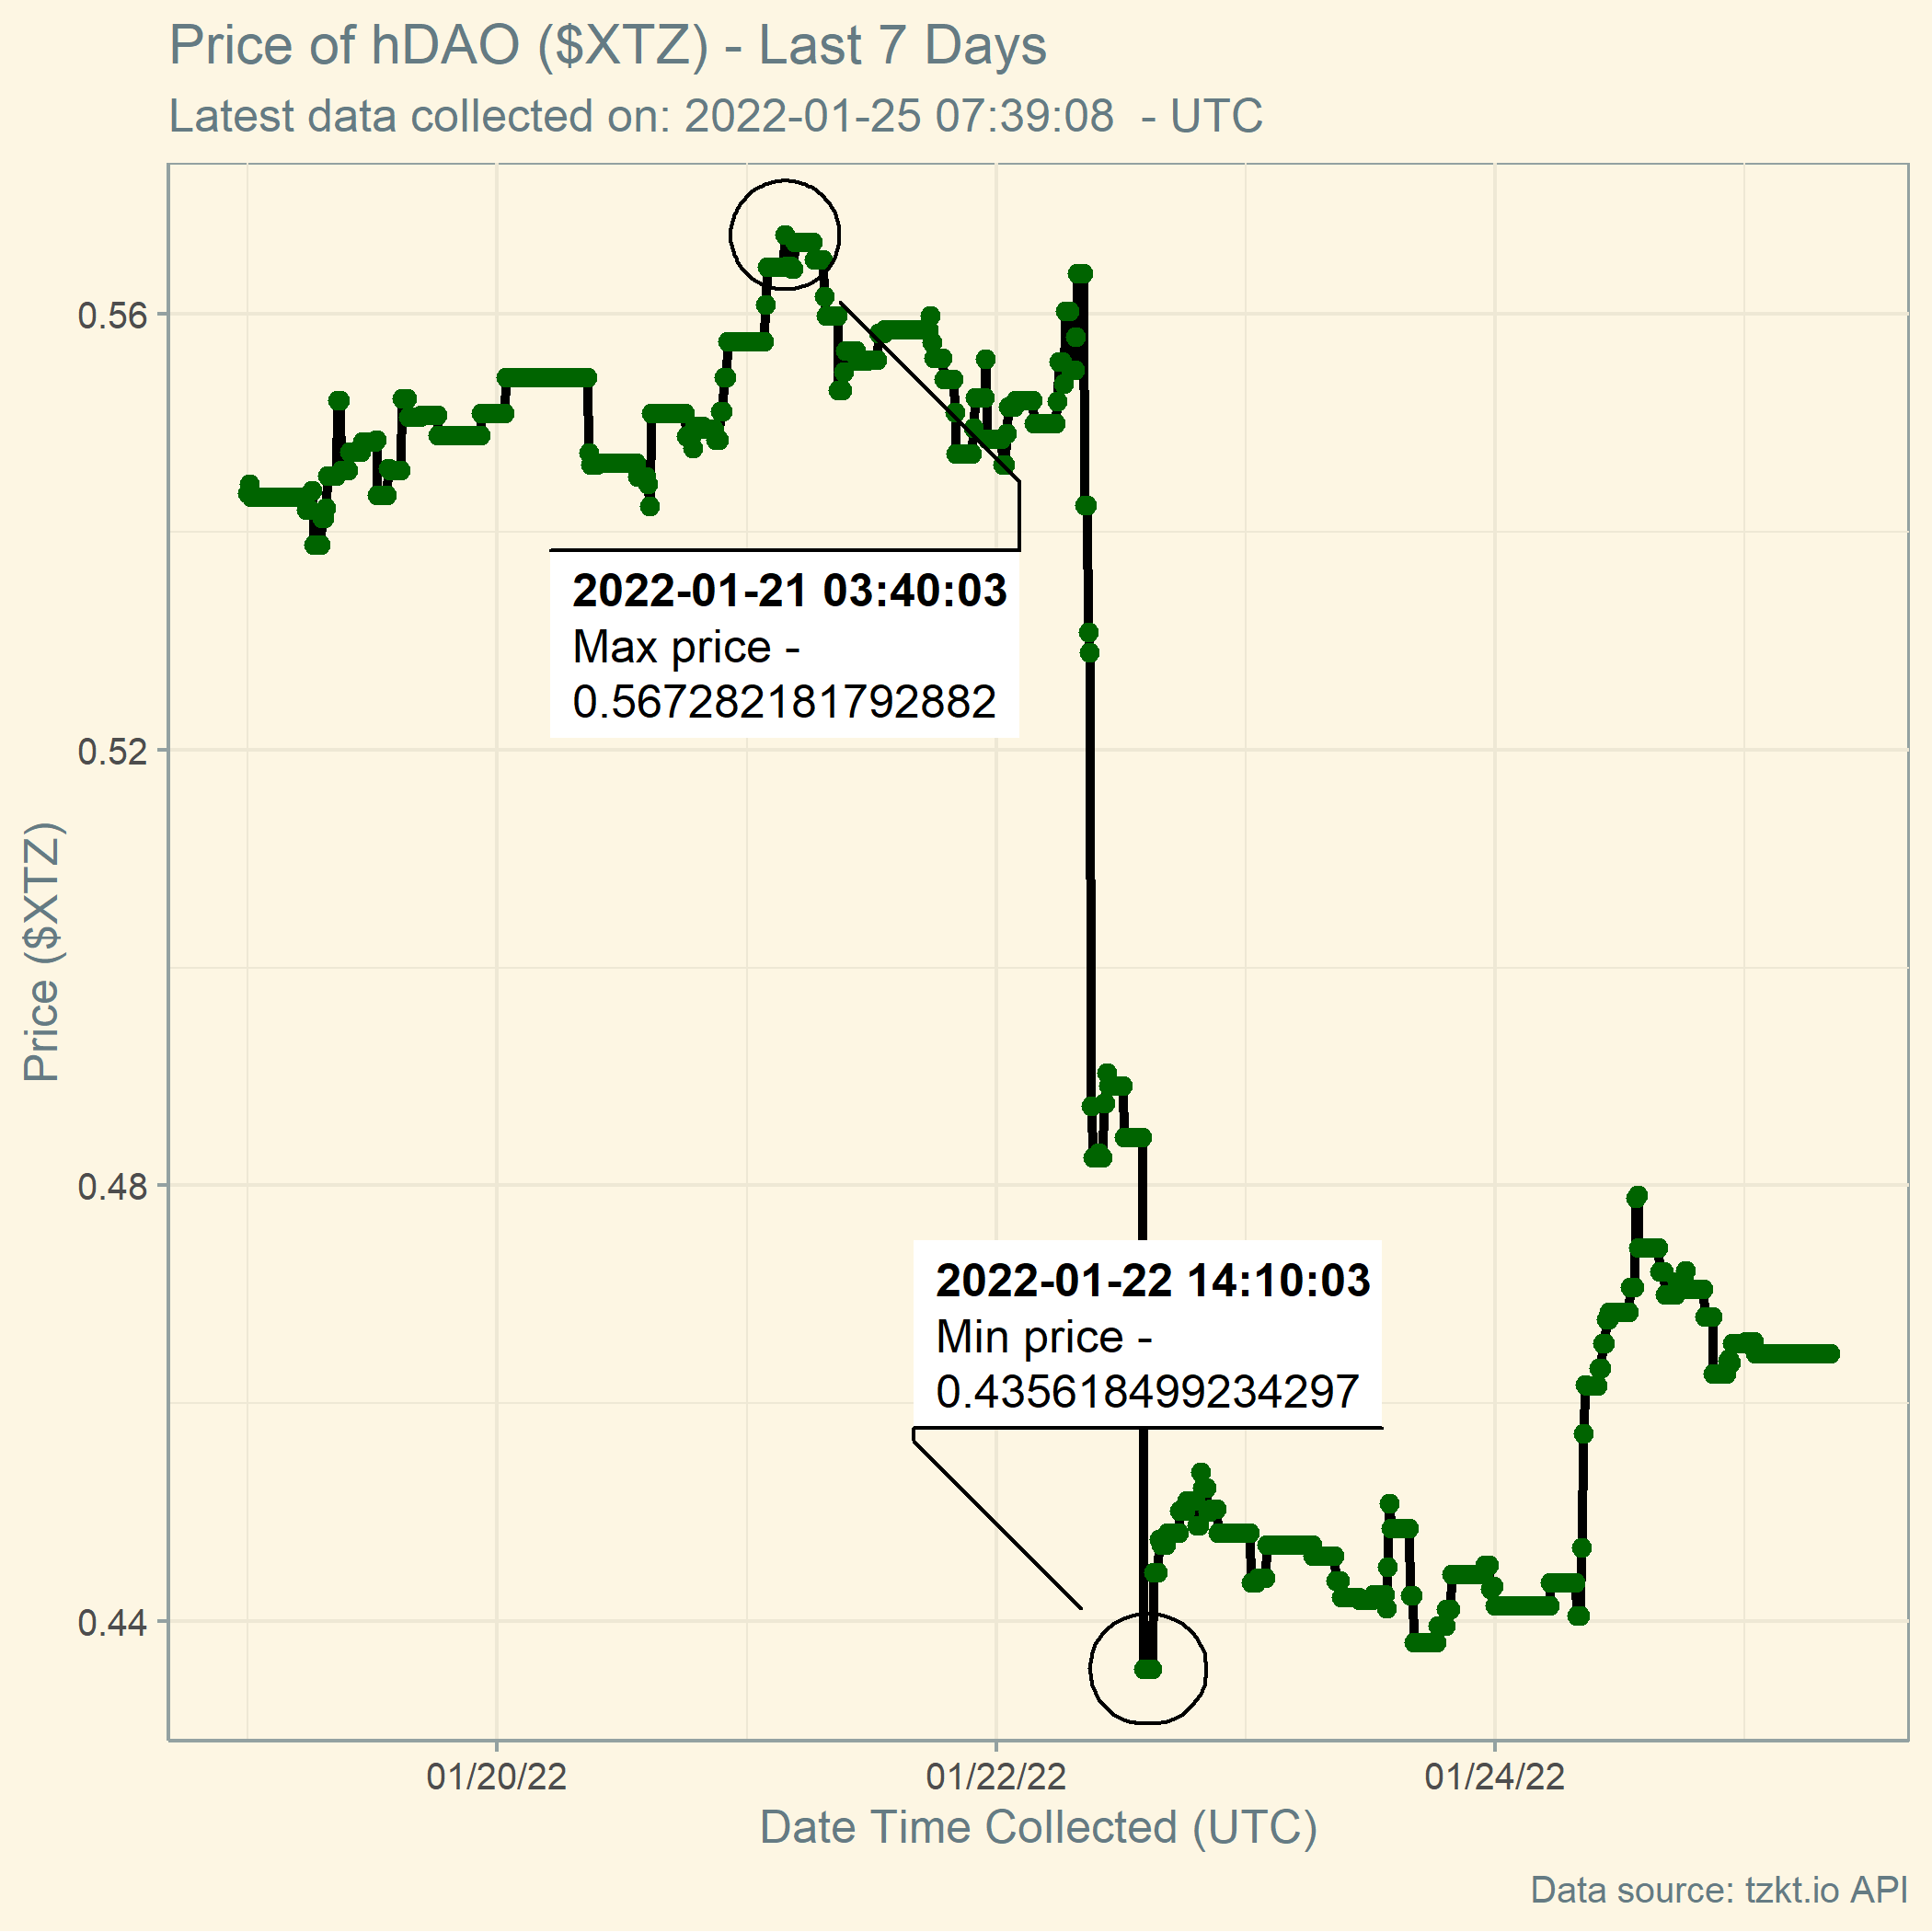 Price of hDAO ($XTZ) - Last 7 Days
Latest data collected on: 2022-01-25 07:39:08  - UTC
0.56
2022-01-21 03:40:03
Max price -
0.567282181792882
0.52
Price ($XTZ)
0.48
2022-01-22 14:10:03
Min price -
0.435618499234297
0.44
01/20/22
01/22/22
01/24/22
Date Time Collected (UTC)
Data source: tzkt.io API